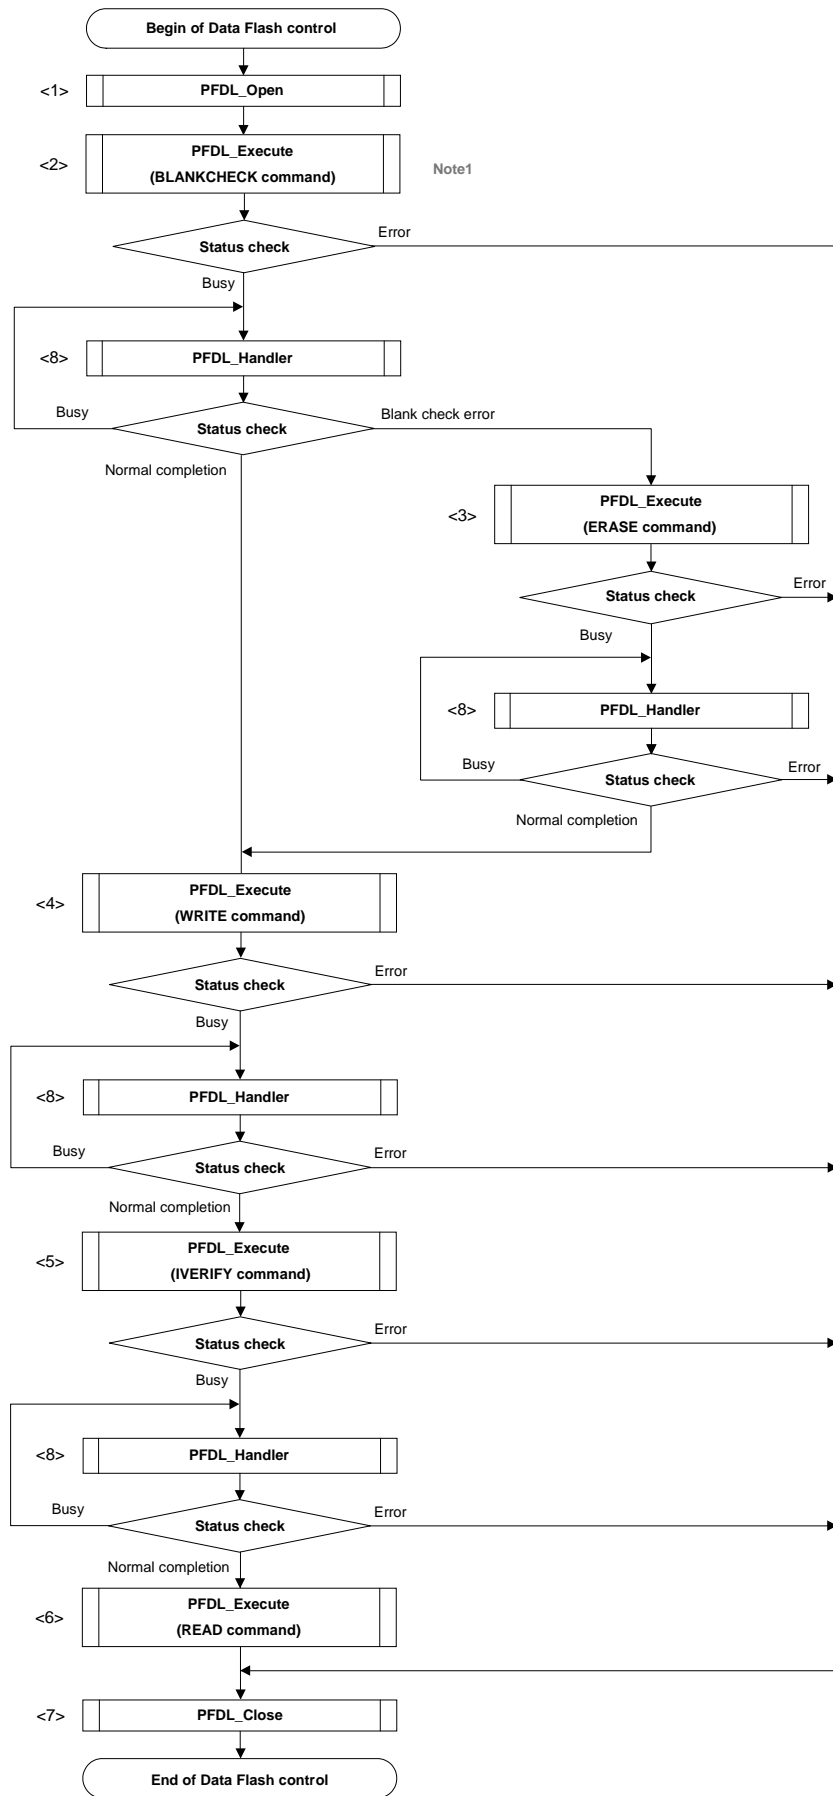 Begin of Data Flash control
<1>
PFDL_Open
<2>
PFDL_Execute
(BLANKCHECK command)
Note1
Status check
Error
Busy
<8>
PFDL_Handler
Busy
Status check
Blank check error
Normal completion
<3>
PFDL_Execute
(ERASE command)
Status check
Error
Busy
<8>
PFDL_Handler
Busy
Status check
Error
Normal completion
<4>
PFDL_Execute
(WRITE command)
Status check
Error
Busy
<8>
PFDL_Handler
Busy
Status check
Error
Normal completion
<5>
PFDL_Execute
(IVERIFY command)
Status check
Error
Busy
<8>
PFDL_Handler
Busy
Status check
Error
Normal completion
<6>
PFDL_Execute
(READ command)
<7>
PFDL_Close
End of Data Flash control